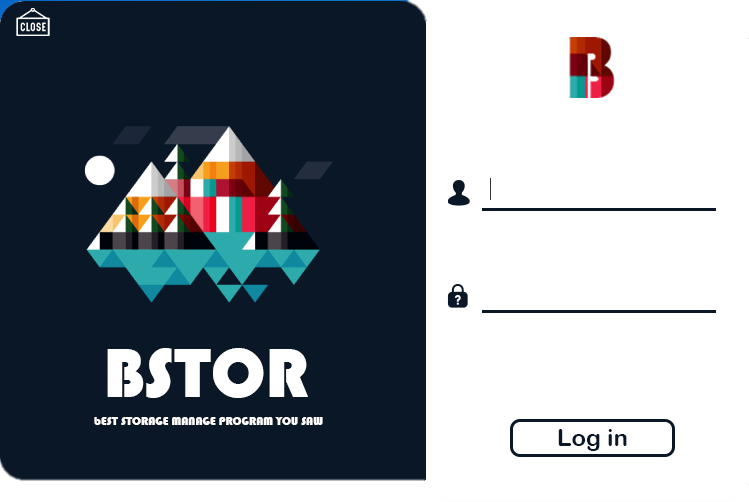 CLOSE
B
BSTOR
bEST STORAGE MANAGE PROGRAM YOU SAW
?
Log in